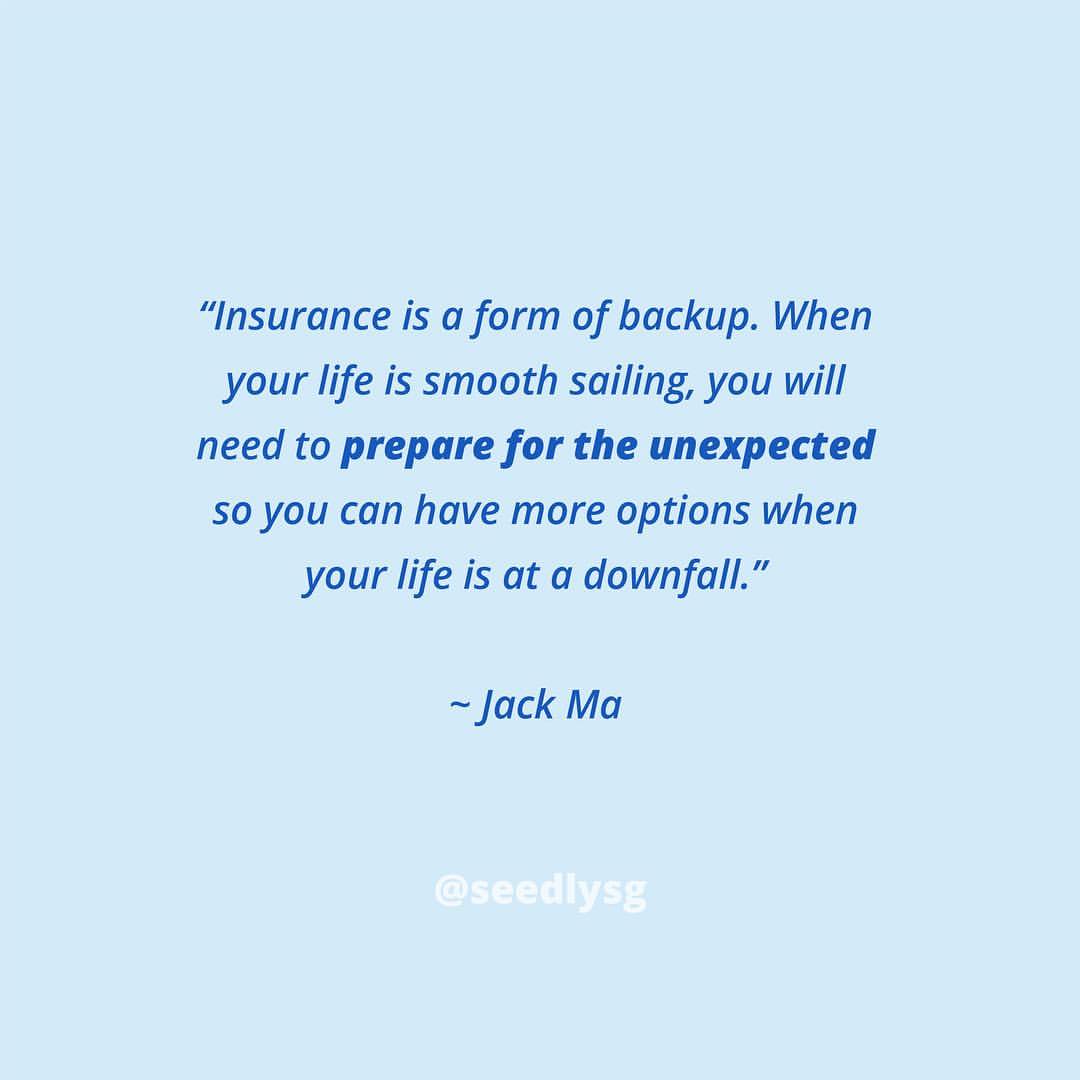 “Insurance is a form of backup. When
your life is smooth sailing, you will
need to prepare for the unexpected
so you can have more options when
your life is at a downfall.”
~ Jack Ma
@seedlysg